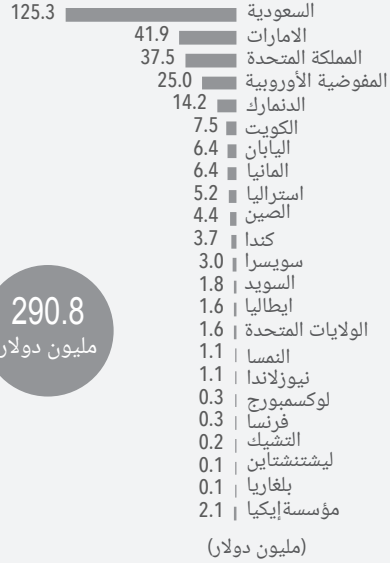 السعودية 125.3
الامارات 41.9
المملكة المتحدة 37.5
المفوضية الأوروبية 25.0
الدنمارك 14.2
الكويت 7.5
اليابان 6.4
المانيا 6.4
استراليا 5.2
الصين 4.4
كندا 3.7
سويسرا 3.0
السويد 1.8
ايطاليا 1.6
الولايات المتحدة 1.6
النمسا 1.1
نيوزلاندا 1.1
لوكسمبورج 0.3
فرنسا 0.3
التشيك 0.2
ليشتنشتاين 0.1
بلغاريا 0.1
مؤسسةإيكيا 2.1
(مليون دولار)
290.8
مليون دولار